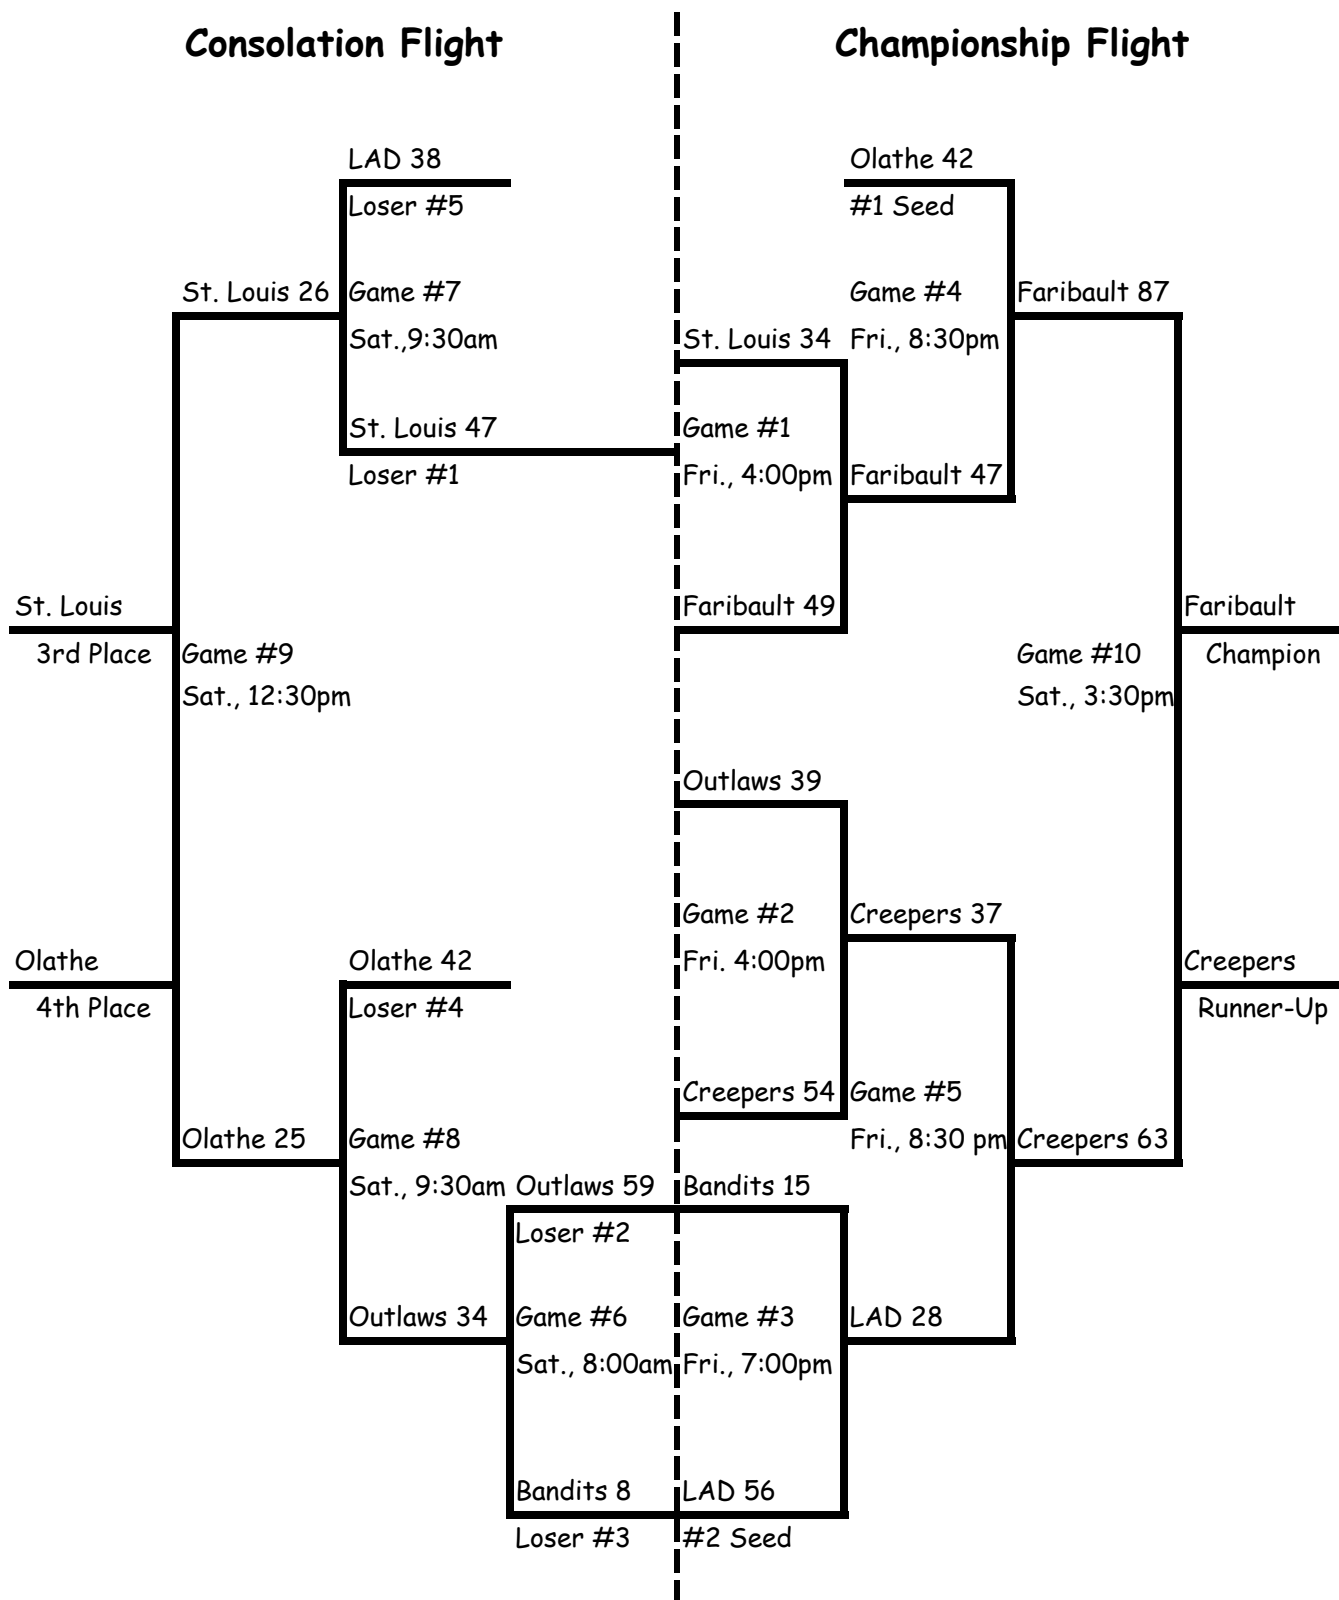 Consolation Flight
Championship Flight
LAD 38
Loser #5
St. Louis 26
Game #7
Sat.,9:30am
St. Louis 47
Loser #1
St. Louis
3rd Place
Game #9
Sat., 12:30pm
Olathe
4th Place
Olathe 42
Loser #4
Olathe 25
Game #8
Sat., 9:30am
Outlaws 59
Loser #2
Outlaws 34
Game #6
Sat., 8:00am
Bandits 8
Loser #3
Olathe 42
#1 Seed
Game #4
Fri., 8:30pm
Faribault 87
St. Louis 34
Game #1
Fri., 4:00pm
Faribault 47
Faribault 49
Faribault
Champion
Game #10
Sat., 3:30pm
Outlaws 39
Game #2
Fri. 4:00pm
Creepers 37
Creepers
Runner-Up
Creepers 54
Game #5
Fri., 8:30 pm
Creepers 63
Bandits 15
Game #3
Fri., 7:00pm
LAD 28
LAD 56
#2 Seed